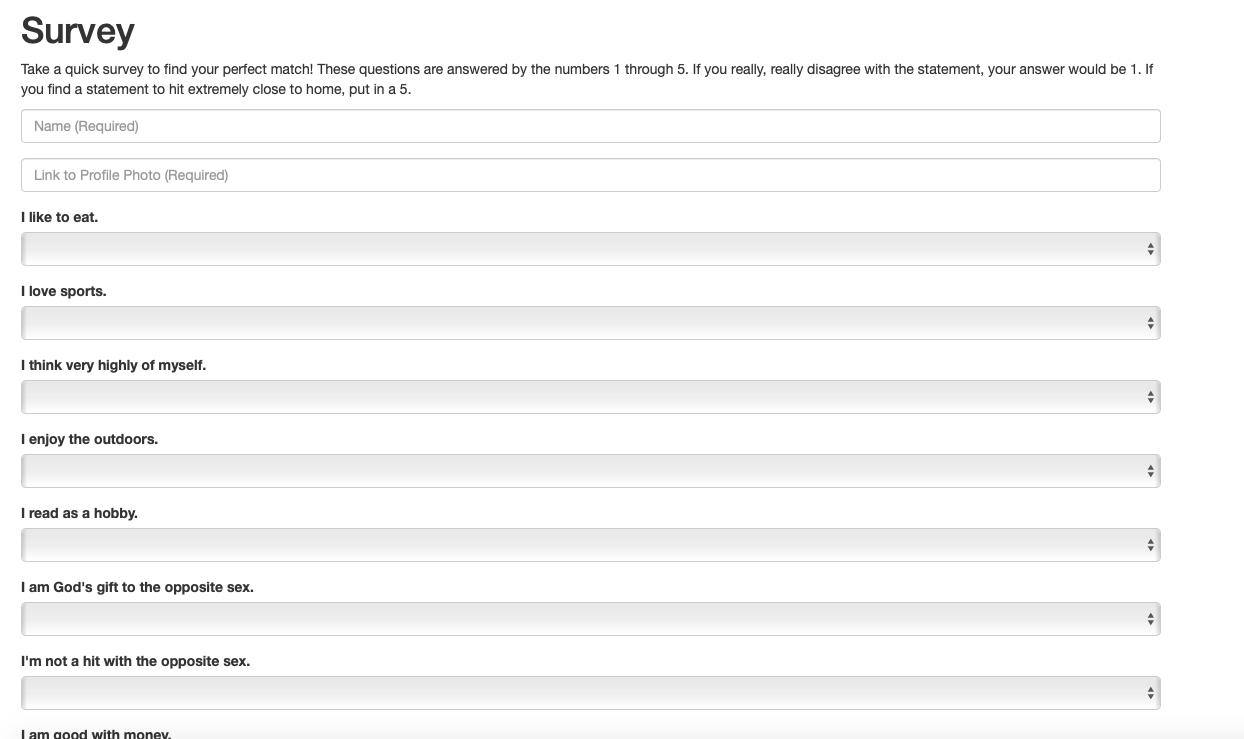 Survey
Take a quick survey to find your perfect match! These questions are answered by the numbers 1 through 5. If you really, really disagree with the statement, your answer would be 1. If
you find a statement to hit extremely close to home, put in a 5.
Name (Required)
Link to Profile Photo (Required)
I like to eat.
I love sports.
I think very highly of myself.
I enjoy the outdoors.
I read as a hobby.
I am God's gift to the opposite sex.
I'm not a hit with the opposite sex.
I am good with money.